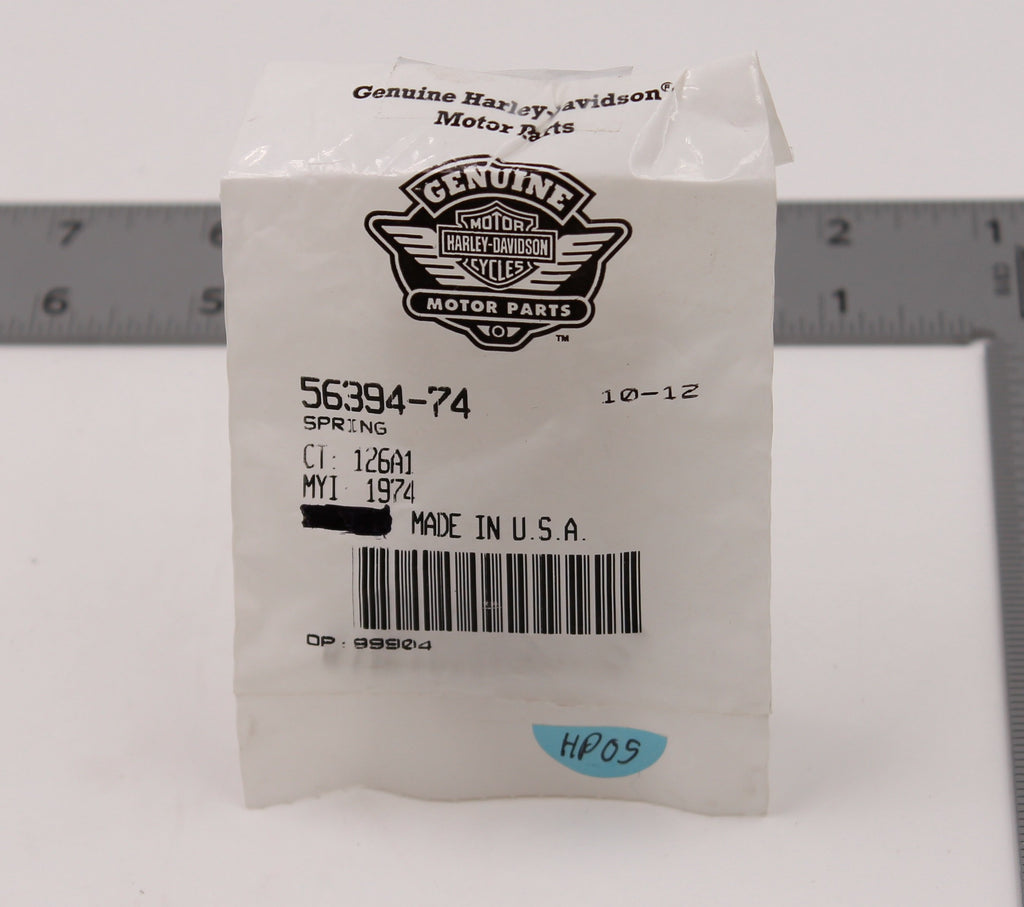 Genuine Harley-Davidson®
Motor Parts
GENUINE
MOTOR
HARLEY-DAVIDSON
CYCLES
MOTOR PARTS
TM
7 6 2 1
6 5 1
56394-74 10-12
SPRING
CT: 126A1
MYI 1974
MADE IN U.S.A.
OP: 99904
HP05